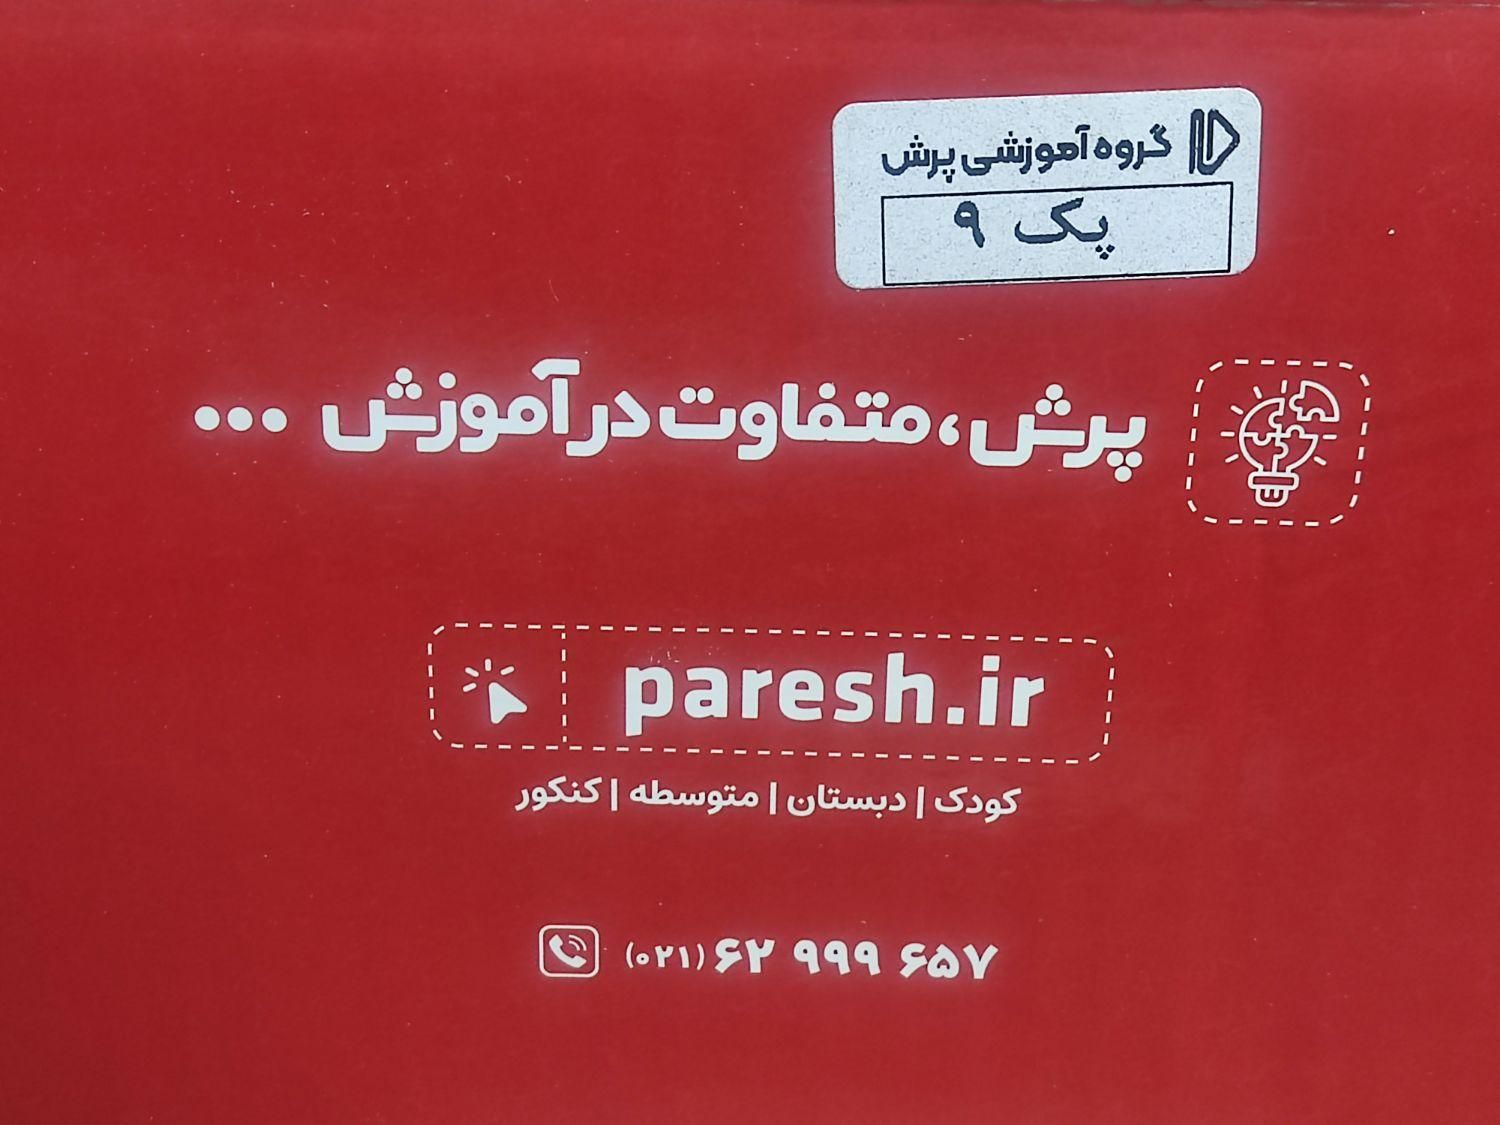 گروه آموزشی پرش
پک ۹
پرش، متفاوت در آموزش ...
paresh.ir
کودک | دبستان | متوسطه | کنکور
(۰۲۱) ۶۲ ۹۹۹ ۶۵۷